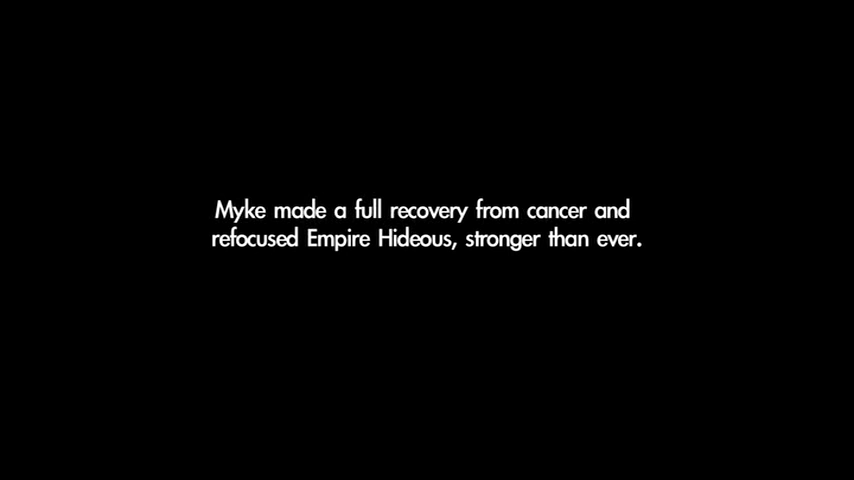 Myke made a full recovery from cancer and
refocused Empire Hideous, stronger than ever.